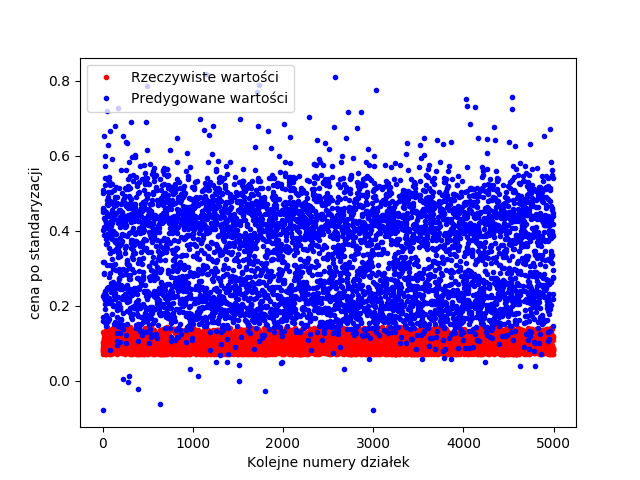 Rzeczywiste wartości
Predygowane wartości
0.8
0.6
0.4
0.2
0.0
cena po standaryzacji
0 1000 2000 3000 4000 5000
Kolejne numery działek